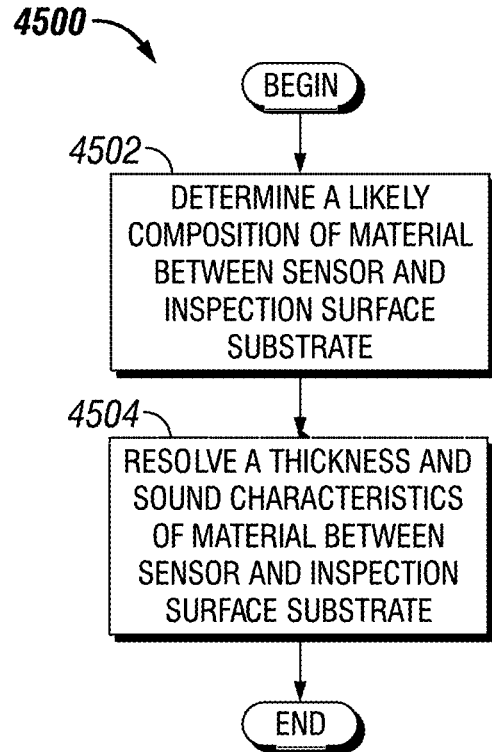 4500
BEGIN
4502
DETERMINE A LIKELY
COMPOSITION OF MATERIAL
BETWEEN SENSOR AND
INSPECTION SURFACE
SUBSTRATE
4504
RESOLVE A THICKNESS AND
SOUND CHARACTERISTICS
OF MATERIAL BETWEEN
SENSOR AND INSPECTION
SURFACE SUBSTRATE
END